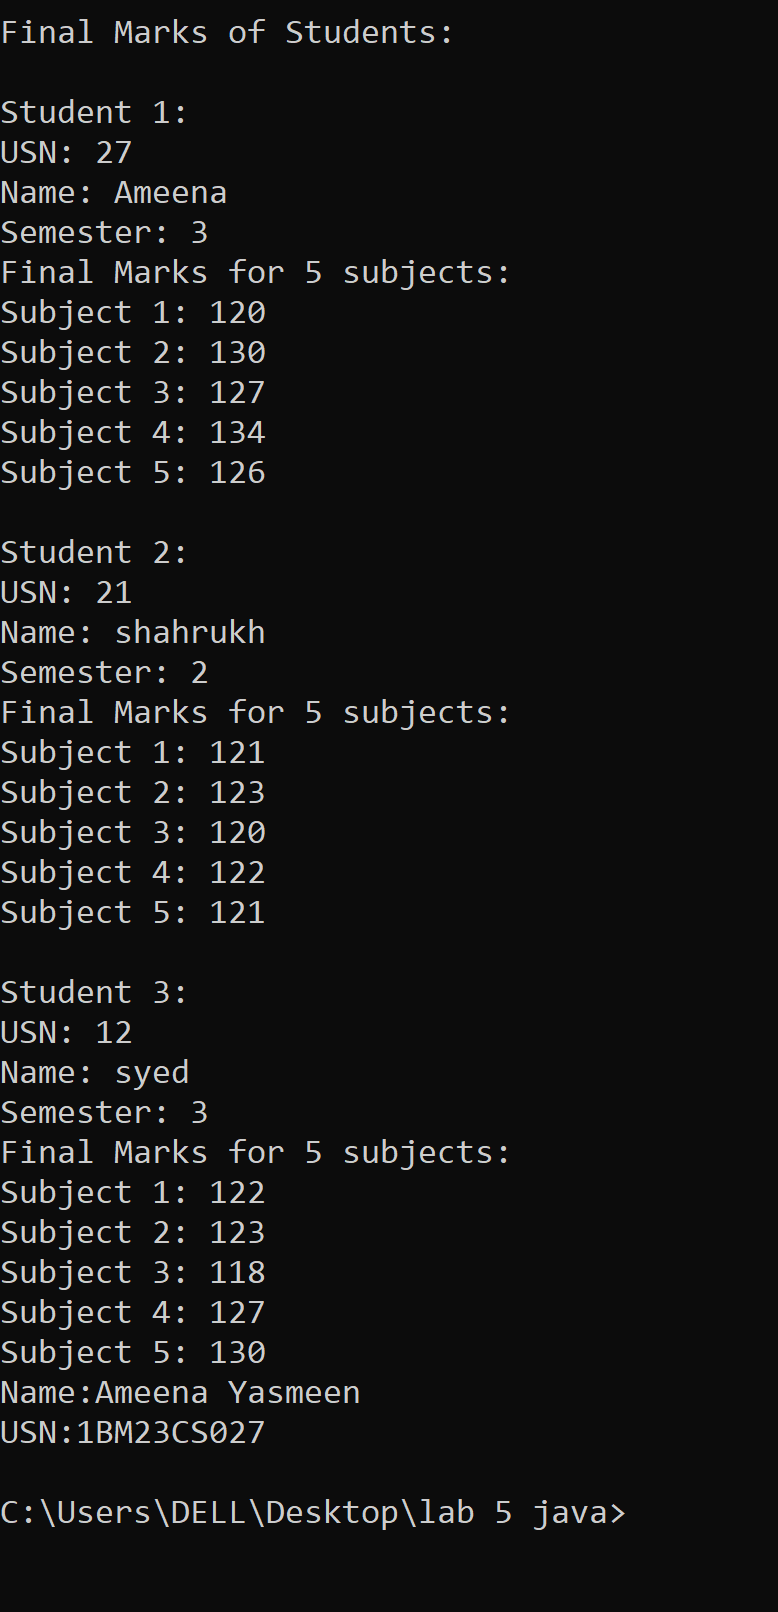 Final Marks of Students:
Student 1:
USN: 27
Name: Ameena
Semester: 3
Final Marks for 5 subjects:
Subject 1: 120
Subject 2: 130
Subject 3: 127
Subject 4: 134
Subject 5: 126
Student 2:
USN: 21
Name: shahrukh
Semester: 2
Final Marks for 5 subjects:
Subject 1: 121
Subject 2: 123
Subject 3: 120
Subject 4: 122
Subject 5: 121
Student 3:
USN: 12
Name: syed
Semester: 3
Final Marks for 5 subjects:
Subject 1: 122
Subject 2: 123
Subject 3: 118
Subject 4: 127
Subject 5: 130
Name:Ameena Yasmeen
USN:1BM23CS027
C:\Users\DELL\Desktop\lab 5 java>